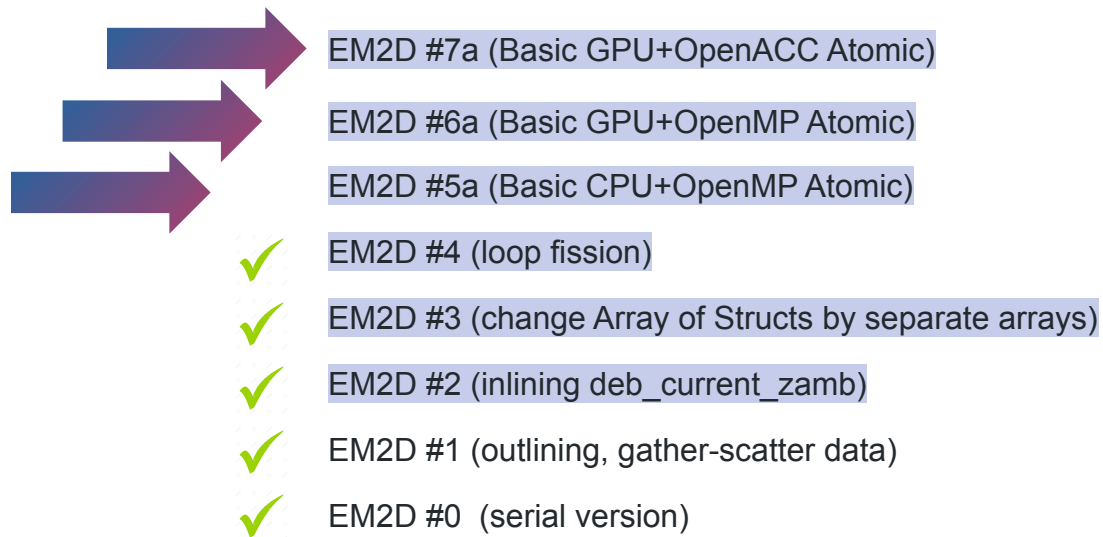 EM2D #7a (Basic GPU+OpenACC Atomic)
EM2D #6a (Basic GPU+OpenMP Atomic)
EM2D #5a (Basic CPU+OpenMP Atomic)
EM2D #4 (loop fission)
EM2D #3 (change Array of Structs by separate arrays)
EM2D #2 (inlining deb_current_zamb)
EM2D #1 (outlining, gather-scatter data)
EM2D #0  (serial version)